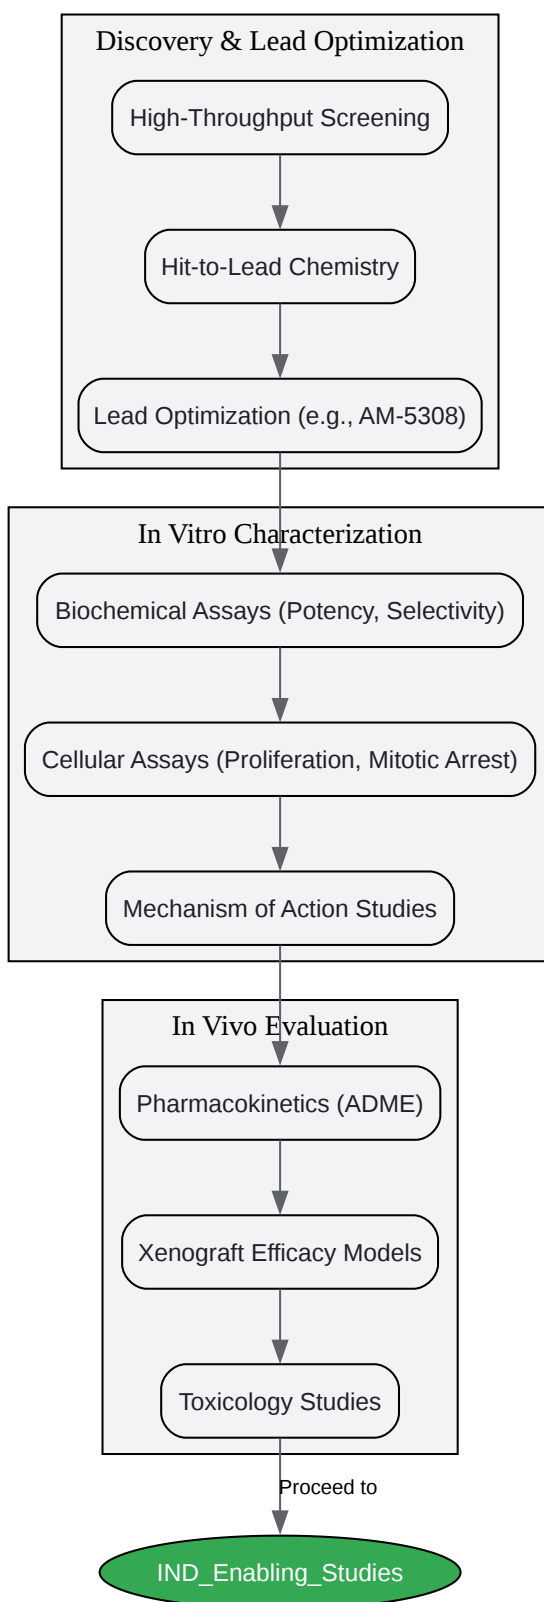 Discovery & Lead Optimization
High-Throughput Screening
Hit-to-Lead Chemistry
Lead Optimization (e.g., AM-5308)
In Vitro Characterization
Biochemical Assays (Potency, Selectivity)
Cellular Assays (Proliferation, Mitotic Arrest)
Mechanism of Action Studies
In Vivo Evaluation
Pharmacokinetics (ADME)
Xenograft Efficacy Models
Toxicology Studies
Proceed to
IND_Enabling_Studies